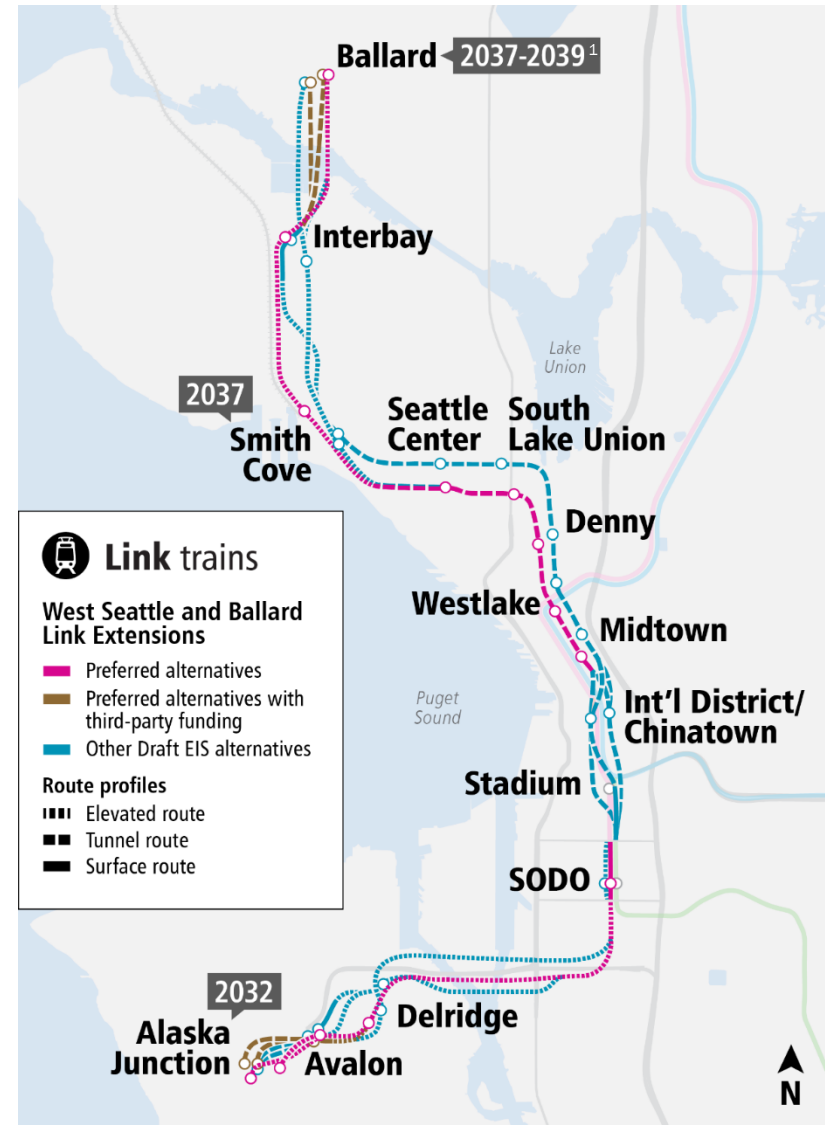 Ballard
2037-2039¹
Interbay
Lake
Union
2037
Smith
Cove
Seattle
Center
South
Lake Union
Denny
Westlake
Midtown
Puget
Sound
Int'l District/
Chinatown
Stadium
SODO
Link trains
West Seattle and Ballard
Link Extensions
Preferred alternatives
Preferred alternatives with
third-party funding
Other Draft EIS alternatives
Route profiles
Elevated route
Tunnel route
Surface route
2032
Alaska
Junction
Avalon
Delridge
N